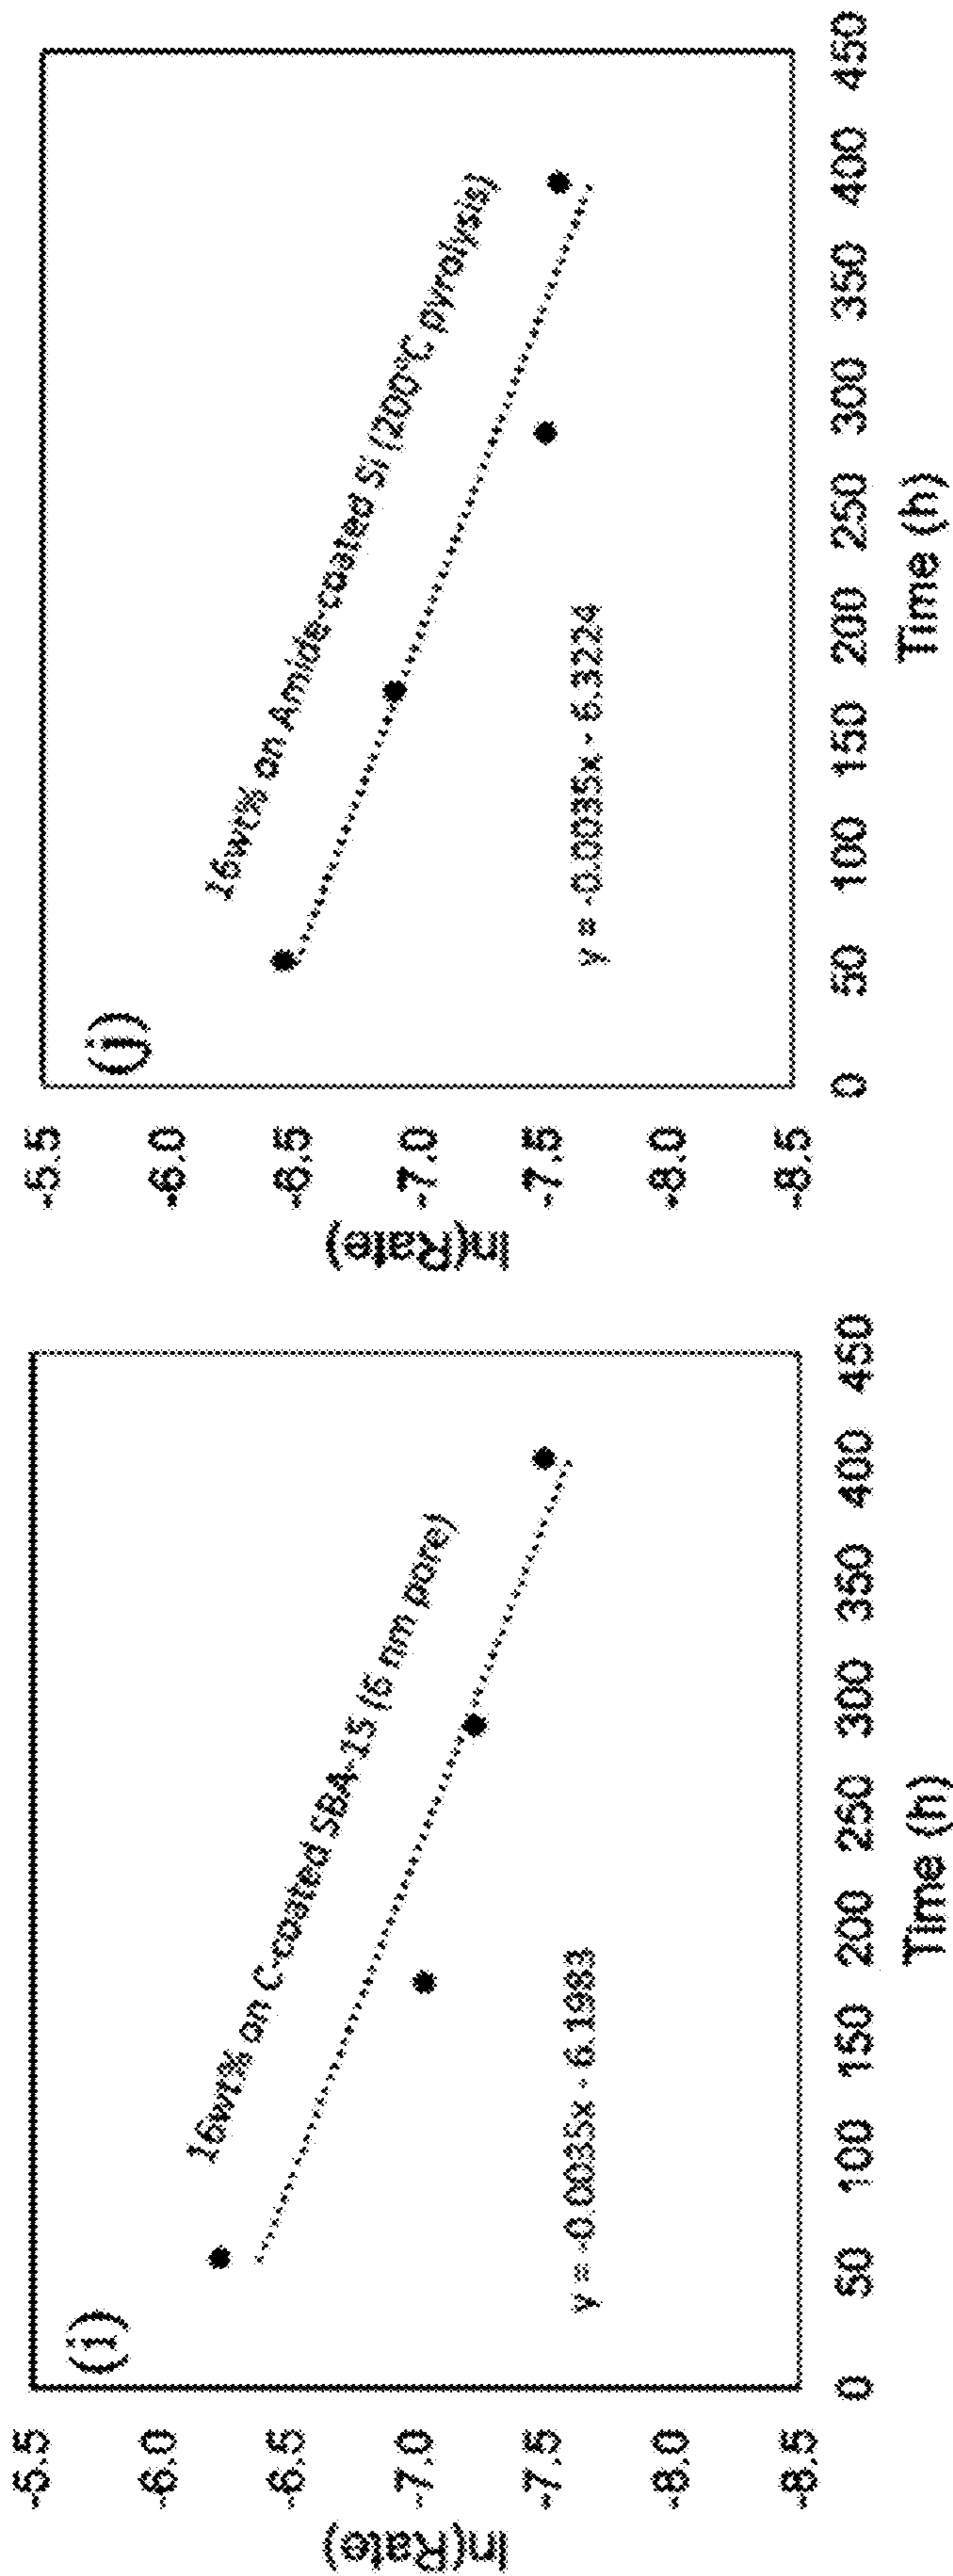 (i)
16wt% on C-coated SBA-15 (6 nm pore)
y = -0.0035x - 6.1983
ln(Rate)
-5.5
-6.0
-6.5
-7.0
-7.5
-8.0
-8.5
0 50 100 150 200 250 300 350 400 450
Time (h)
(j)
16wt% on Amide-coated Si (200°C pyrolysis)
y = -0.0035x - 6.3224
ln(Rate)
-5.5
-6.0
-6.5
-7.0
-7.5
-8.0
-8.5
0 50 100 150 200 250 300 350 400 450
Time (h)